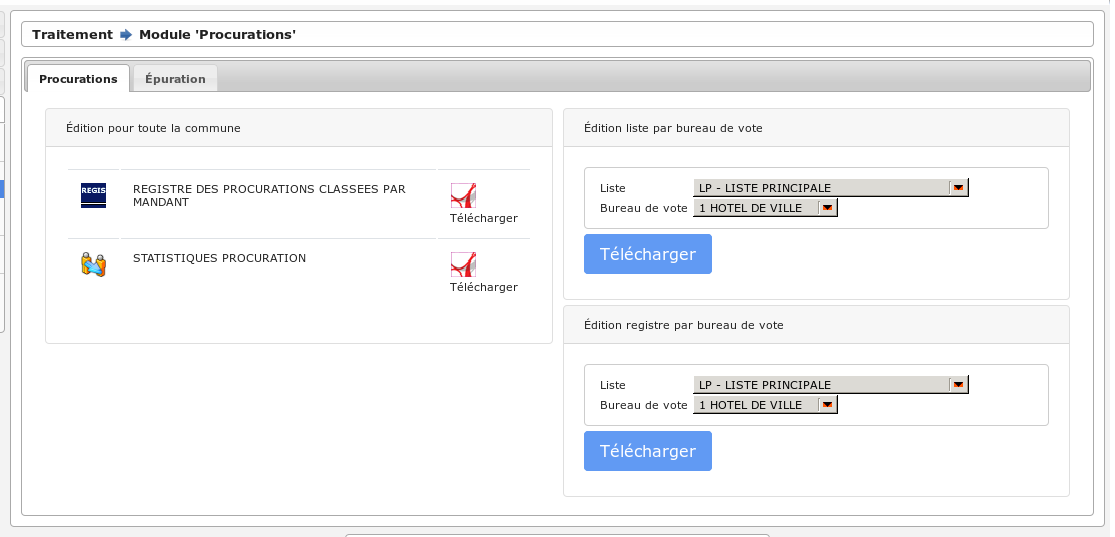 Traitement Module 'Procurations'
Procurations Épuration
Édition pour toute la commune
REGIS
REGISTRE DES PROCURATIONS CLASSEES PAR
MANDANT
Télécharger
STATISTIQUES PROCURATION
Télécharger
Édition liste par bureau de vote
Liste LP - LISTE PRINCIPALE
Bureau de vote 1 HOTEL DE VILLE
Télécharger
Édition registre par bureau de vote
Liste LP - LISTE PRINCIPALE
Bureau de vote 1 HOTEL DE VILLE
Télécharger